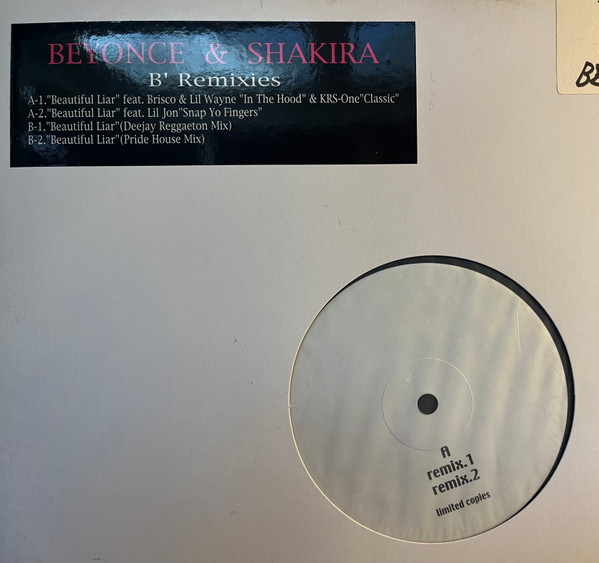 BEYONCE & SHAKIRA
B' Remixies
A-1."Beautiful Liar" feat. Brisco & Lil Wayne "In The Hood" & KRS-One"Classic"
A-2."Beautiful Liar" feat. Lil Jon"Snap Yo Fingers"
B-1."Beautiful Liar"(Deejay Reggaeton Mix)
B-2."Beautiful Liar"(Pride House Mix)
A
remix.1
remix.2
limited copies